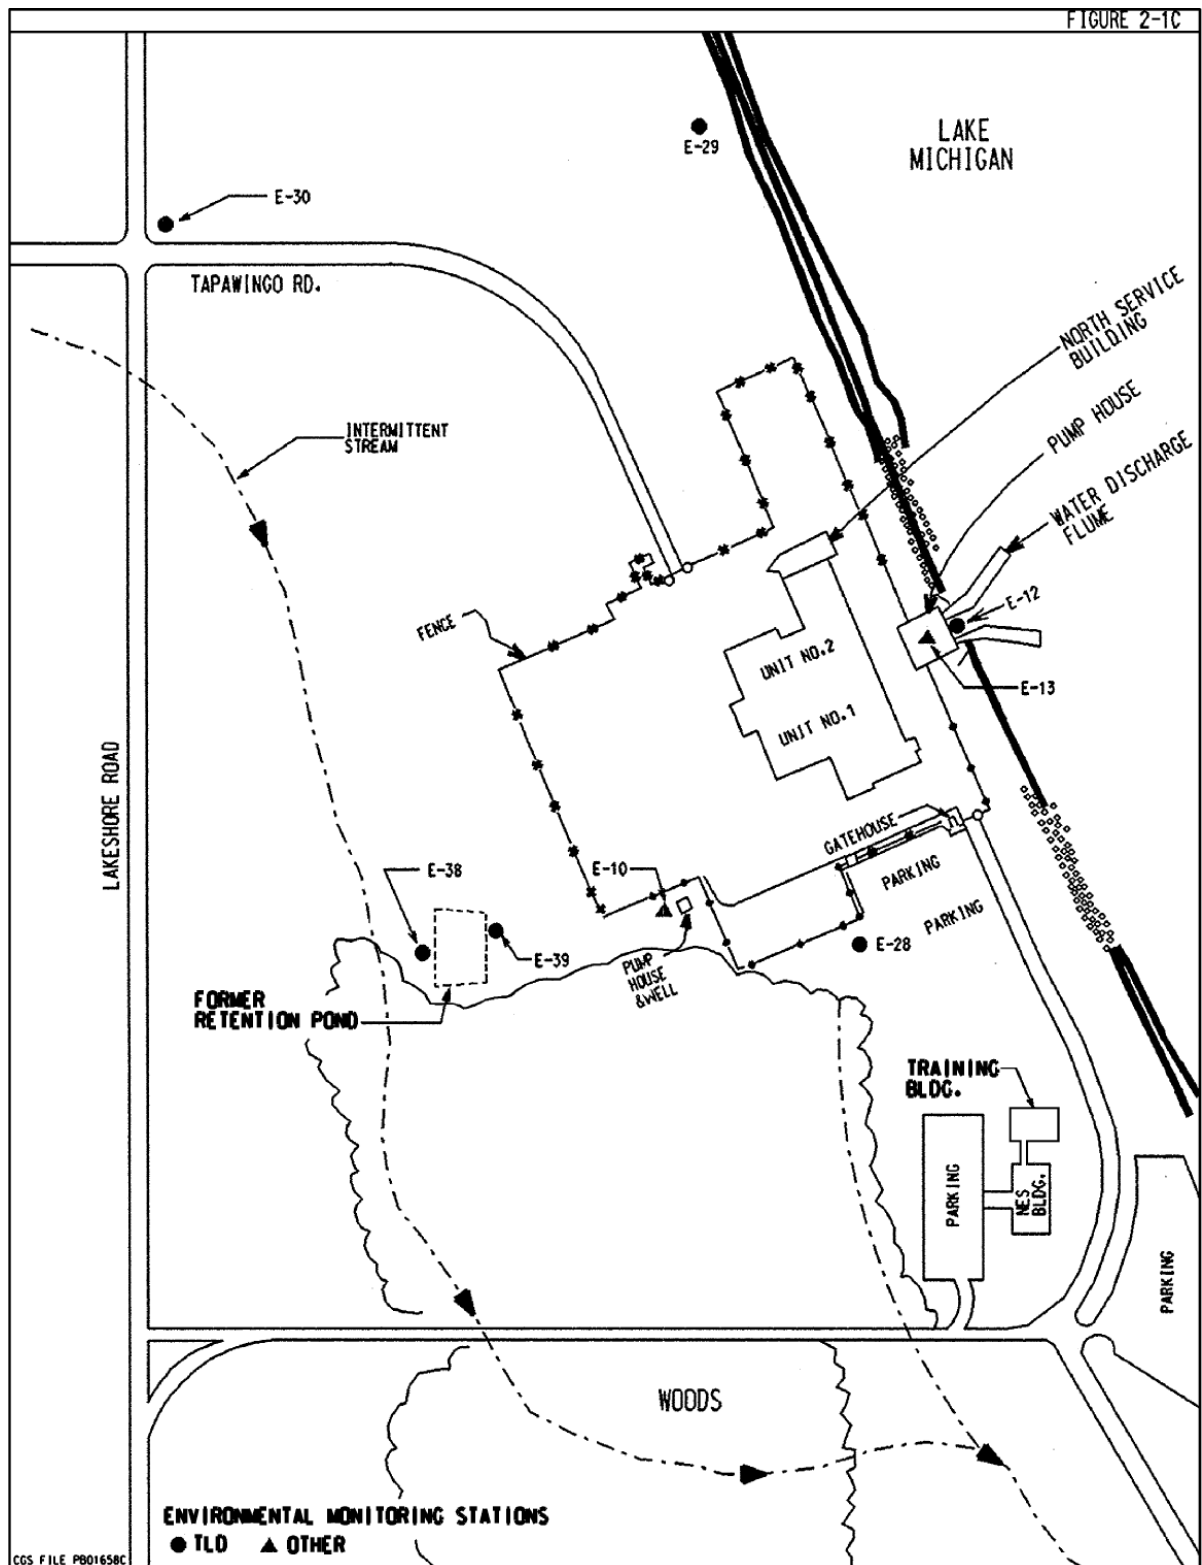 FIGURE 2-1C
LAKE
MICHIGAN
E-29
E-30
TAPAWINGO RD.
NORTH SERVICE
BUILDING
PUMP HOUSE
INTERMITTENT
STREAM
WATER DISCHARGE
FLUME
E-12
FENCE
UNIT NO.2
E-13
UNIT NO.1
LAKESHORE ROAD
GATEHOUSE
E-38
E-10
PARKING
PARKING
E-28
E-39
PUMP
HOUSE
&WELL
FORMER
RETENTION POND
TRAINING
BLDG.
PARKING
NES
BLDG.
PARKING
WOODS
ENVIRONMENTAL MONITORING STATIONS
● TLD ▲ OTHER
CGS FILE PB01658C